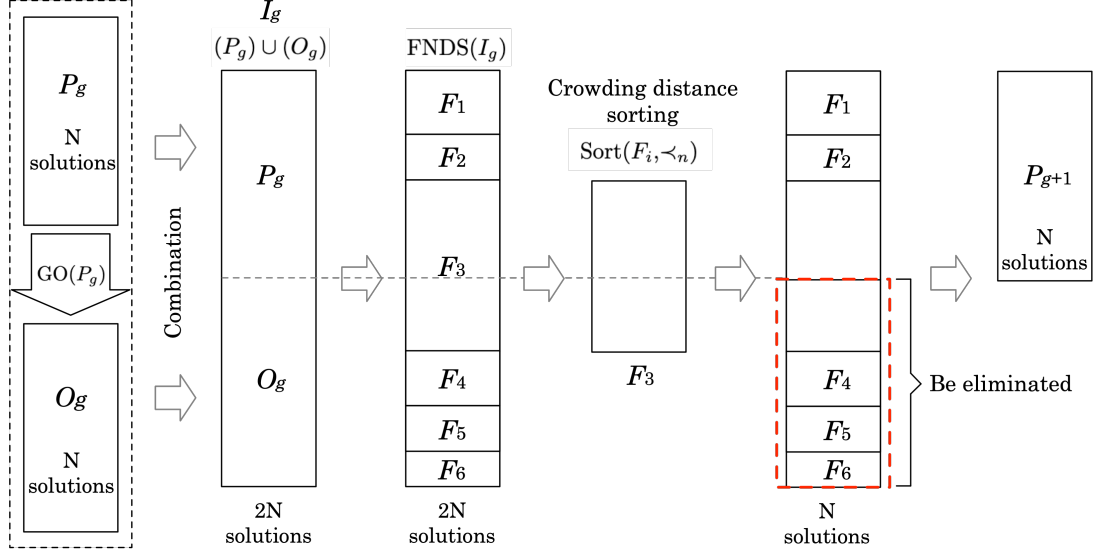 P_g
N
solutions
GO(P_g)
O_g
N
solutions
Combination
I_g
(P_g) ∪ (O_g)
P_g
O_g
2N
solutions
FNDS(I_g)
F_1
F_2
F_3
F_4
F_5
F_6
2N
solutions
Crowding distance
sorting
Sort(F_i,≺_n)
F_3
F_1
F_2
F_4
F_5
F_6
N
solutions
Be eliminated
P_{g+1}
N
solutions